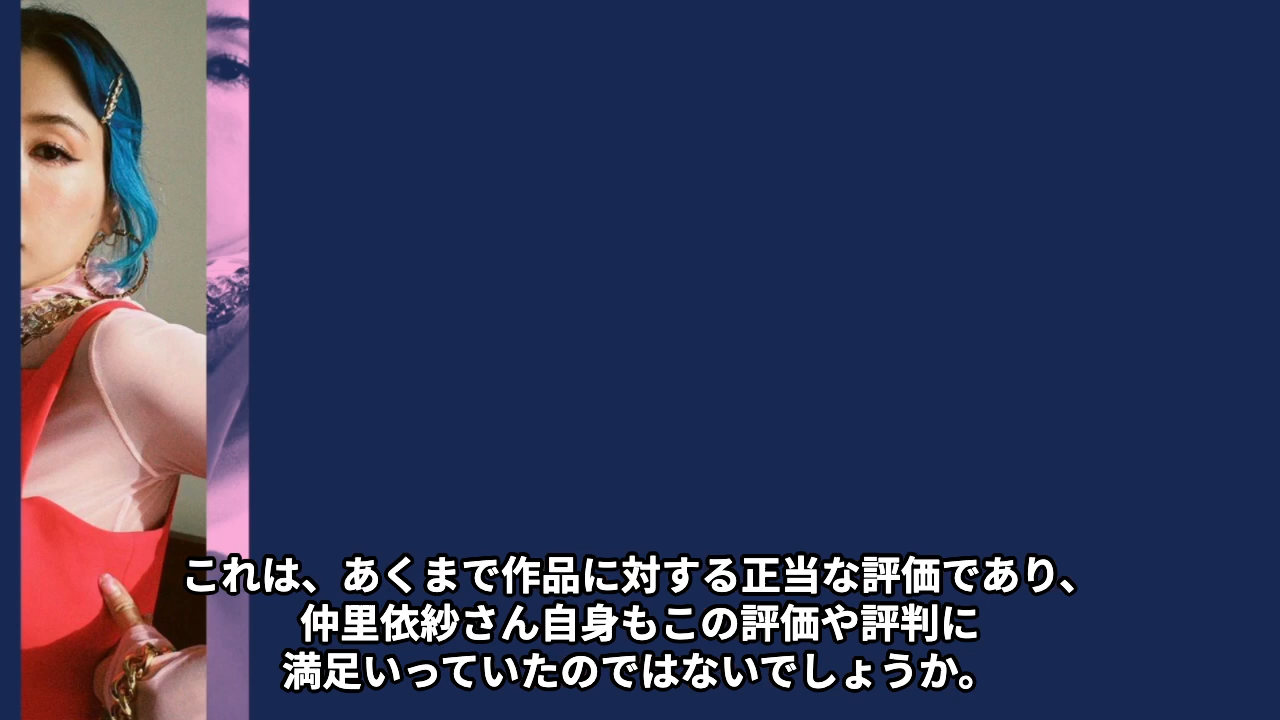 これは、あくまで作品に対する正当な評価であり、
仲里依紗さん自身もこの評価や評判に
満足いっていたのではないでしょうか。